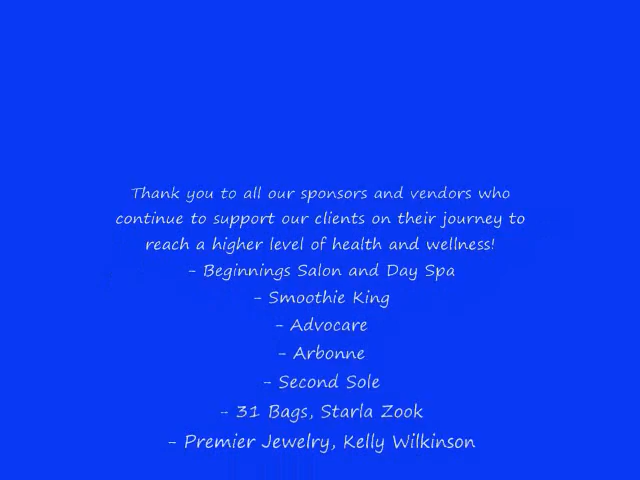 Thank you to all our sponsors and vendors who
continue to support our clients on their journey to
reach a higher level of health and wellness!
- Beginnings Salon and Day Spa
- Smoothie King
- Advocare
- Arbonne
- Second Sole
- 31 Bags, Starla Zook
- Premier Jewelry, Kelly Wilkinson